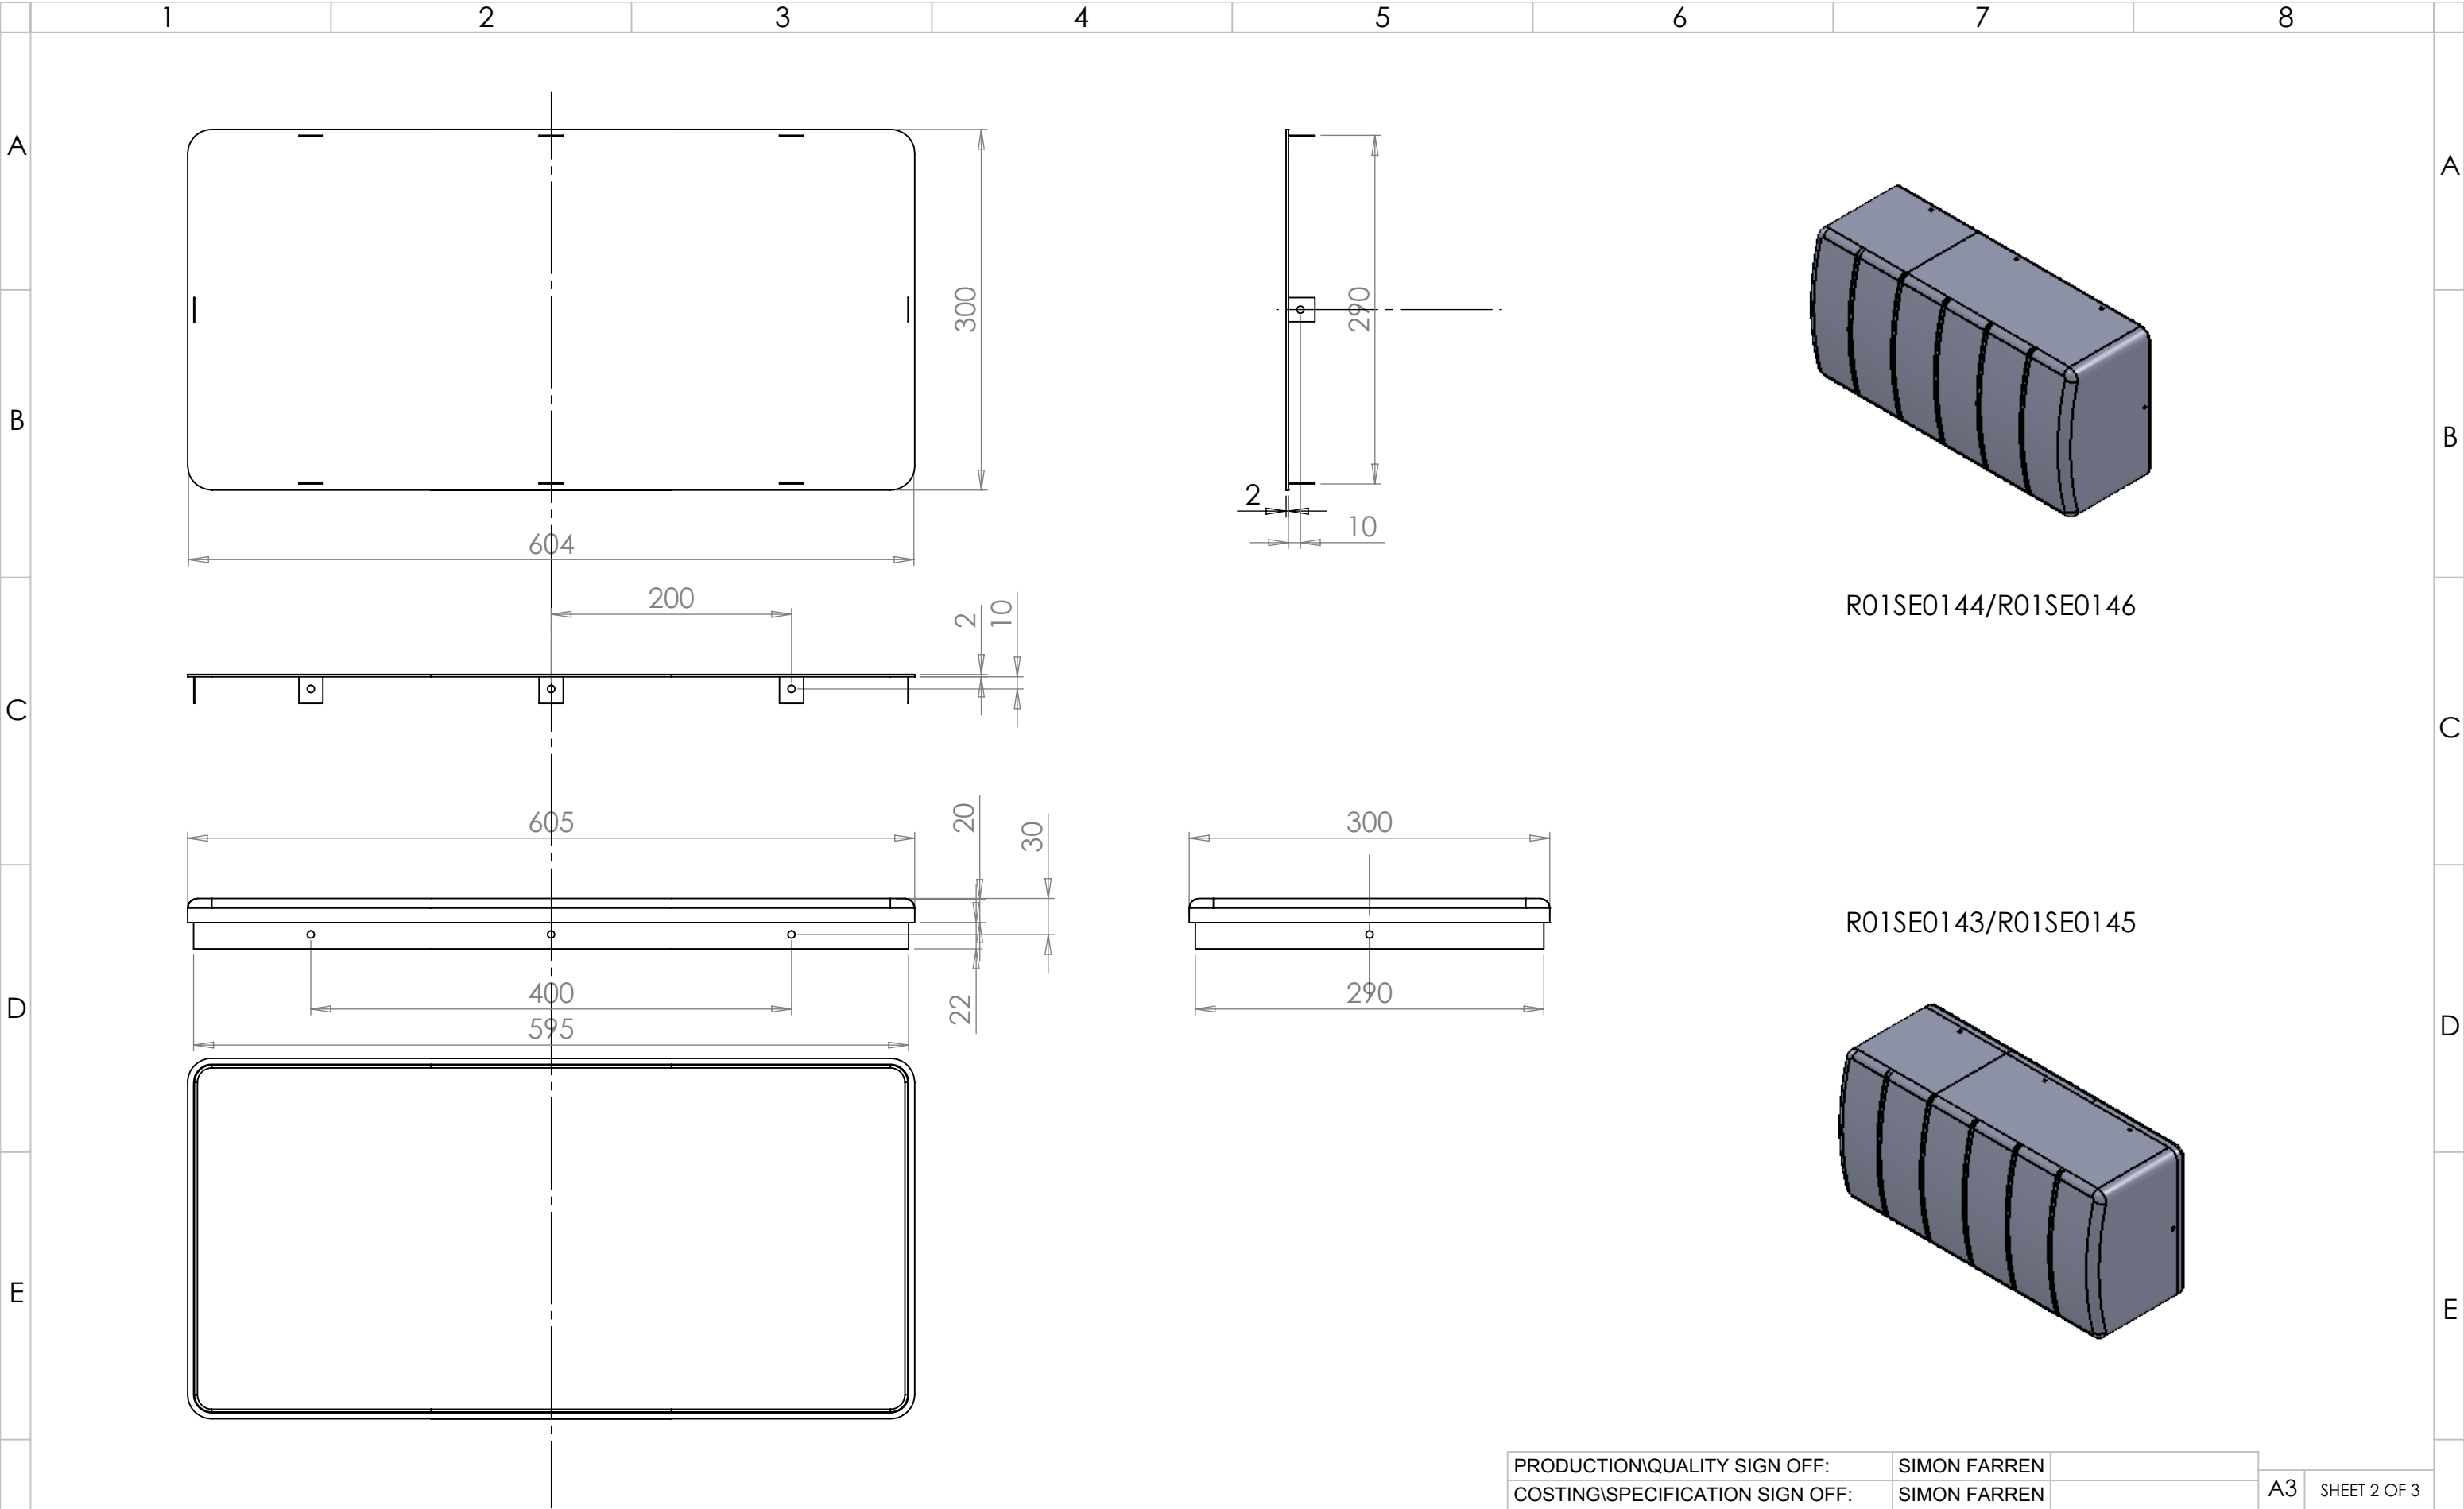 1 2 3 4 5 6 7 8
A A
B B
C C
D D
E E
300
604
290
2
10
200
2
10
R01SE0144/R01SE0146
605
20
30
400
595
22
300
290
R01SE0143/R01SE0145
PRODUCTION\QUALITY SIGN OFF: SIMON FARREN
COSTING\SPECIFICATION SIGN OFF: SIMON FARREN
A3 SHEET 2 OF 3